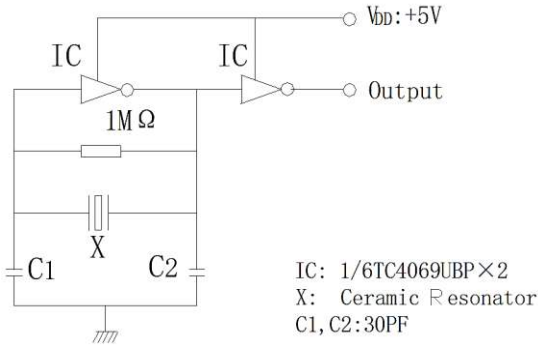 VDD:+5V
IC
IC
Output
1MΩ
X
C1
C2
IC: 1/6TC4069UBP×2
X: Ceramic Resonator
C1,C2:30PF